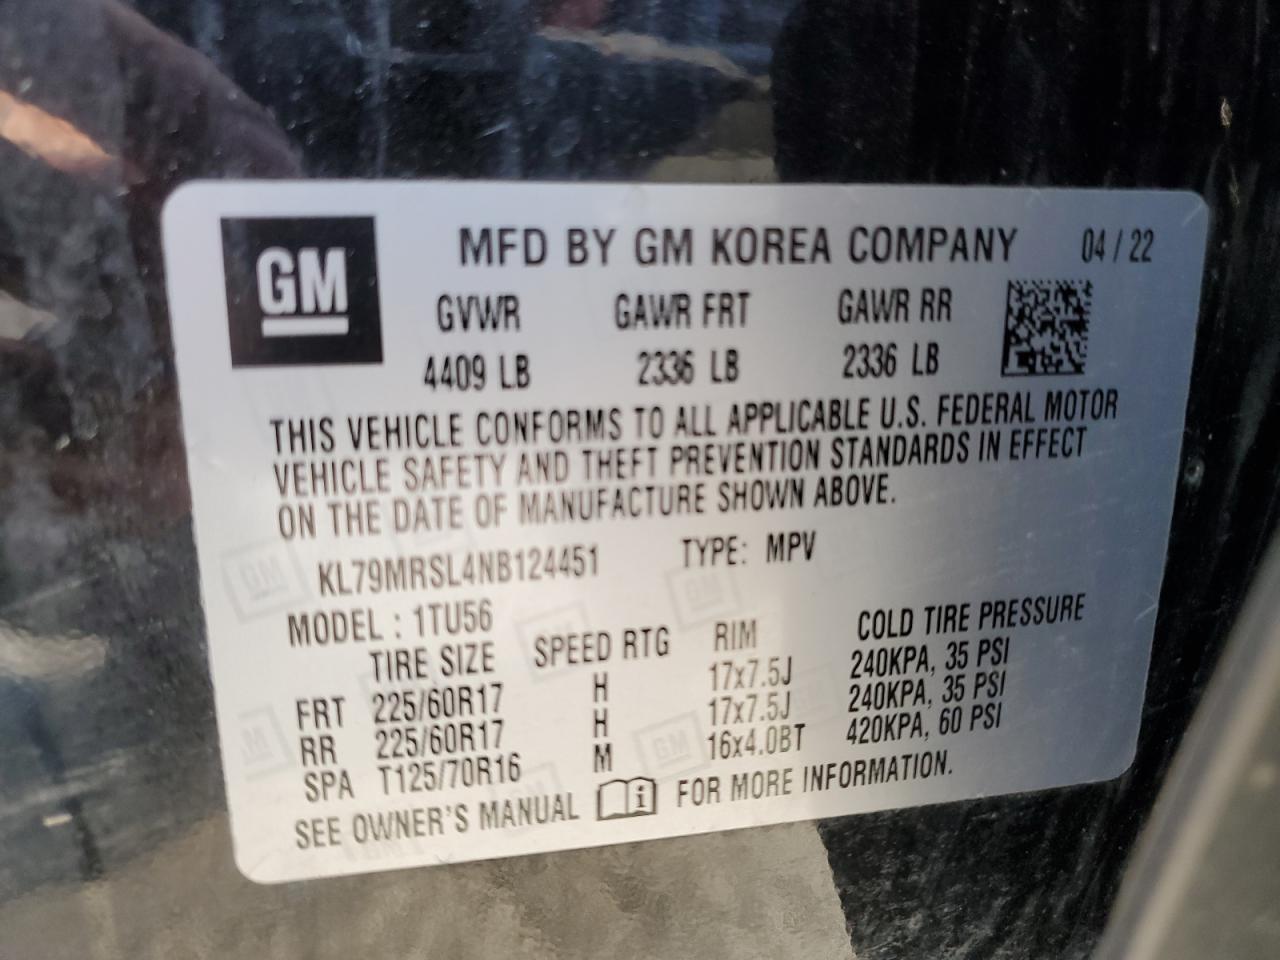 GM
MFD BY GM KOREA COMPANY 04 / 22
GVWR GAWR FRT GAWR RR
4409 LB 2336 LB 2336 LB
THIS VEHICLE CONFORMS TO ALL APPLICABLE U.S. FEDERAL MOTOR
VEHICLE SAFETY AND THEFT PREVENTION STANDARDS IN EFFECT
ON THE DATE OF MANUFACTURE SHOWN ABOVE.
KL79MRSL4NB124451 TYPE: MPV
MODEL : 1TU56
TIRE SIZE SPEED RTG RIM COLD TIRE PRESSURE
FRT 225/60R17 H 17x7.5J 240KPA, 35 PSI
RR 225/60R17 H 17x7.5J 240KPA, 35 PSI
SPA T125/70R16 M 16x4.0BT 420KPA, 60 PSI
SEE OWNER'S MANUAL i FOR MORE INFORMATION.